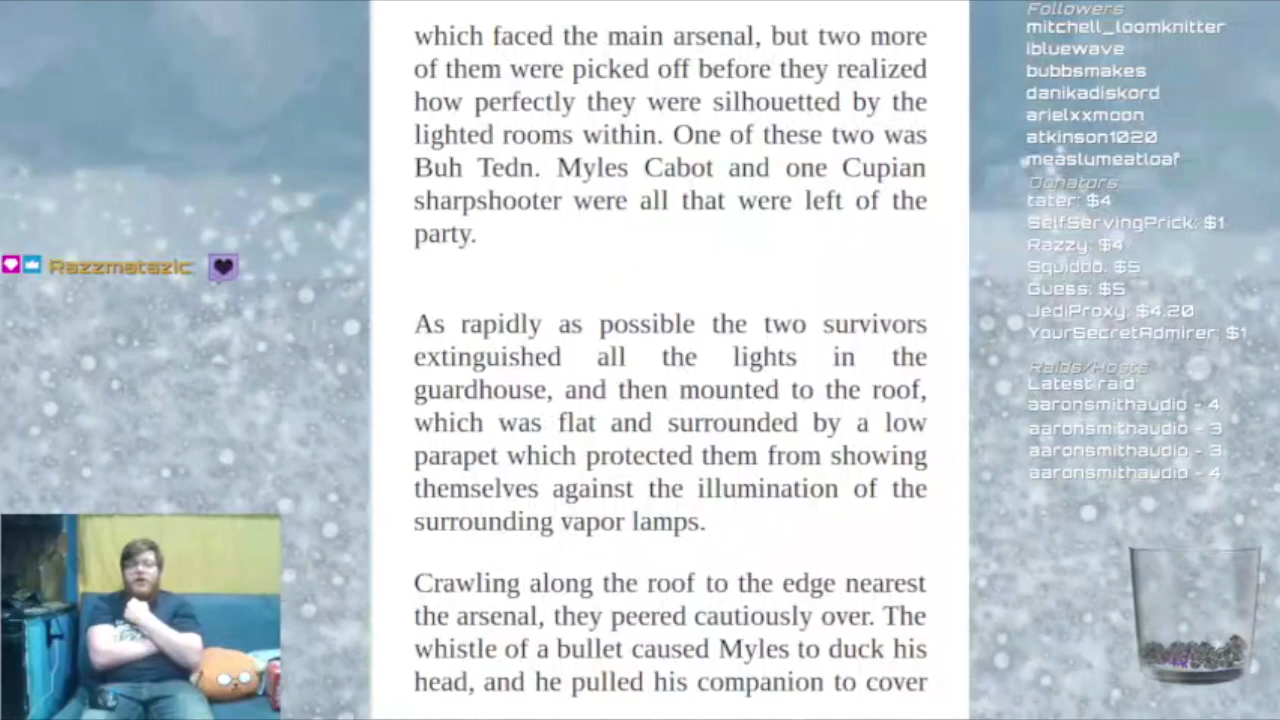 which faced the main arsenal, but two more
of them were picked off before they realized
how perfectly they were silhouetted by the
lighted rooms within. One of these two was
Buh Tedn. Myles Cabot and one Cupian
sharpshooter were all that were left of the
party.
As rapidly as possible the two survivors
extinguished all the lights in the
guardhouse, and then mounted to the roof,
which was flat and surrounded by a low
parapet which protected them from showing
themselves against the illumination of the
surrounding vapor lamps.
Crawling along the roof to the edge nearest
the arsenal, they peered cautiously over. The
whistle of a bullet caused Myles to duck his
head, and he pulled his companion to cover
Razzmatazic
Followers
mitchell_loomknitter
ibluewave
bubbsmakes
danikadiskord
arielxxmoon
atkinson1020
measlymeatloaf
Donators
tater: $4
SelfServingPrick: $1
Razzy: $4
Squiddo: $5
Guess: $5
JediProxy: $4.20
YourSecretAdmirer: $1
Raids/Hosts
Latest raid:
aaronsmithaudio - 4
aaronsmithaudio - 3
aaronsmithaudio - 3
aaronsmithaudio - 4